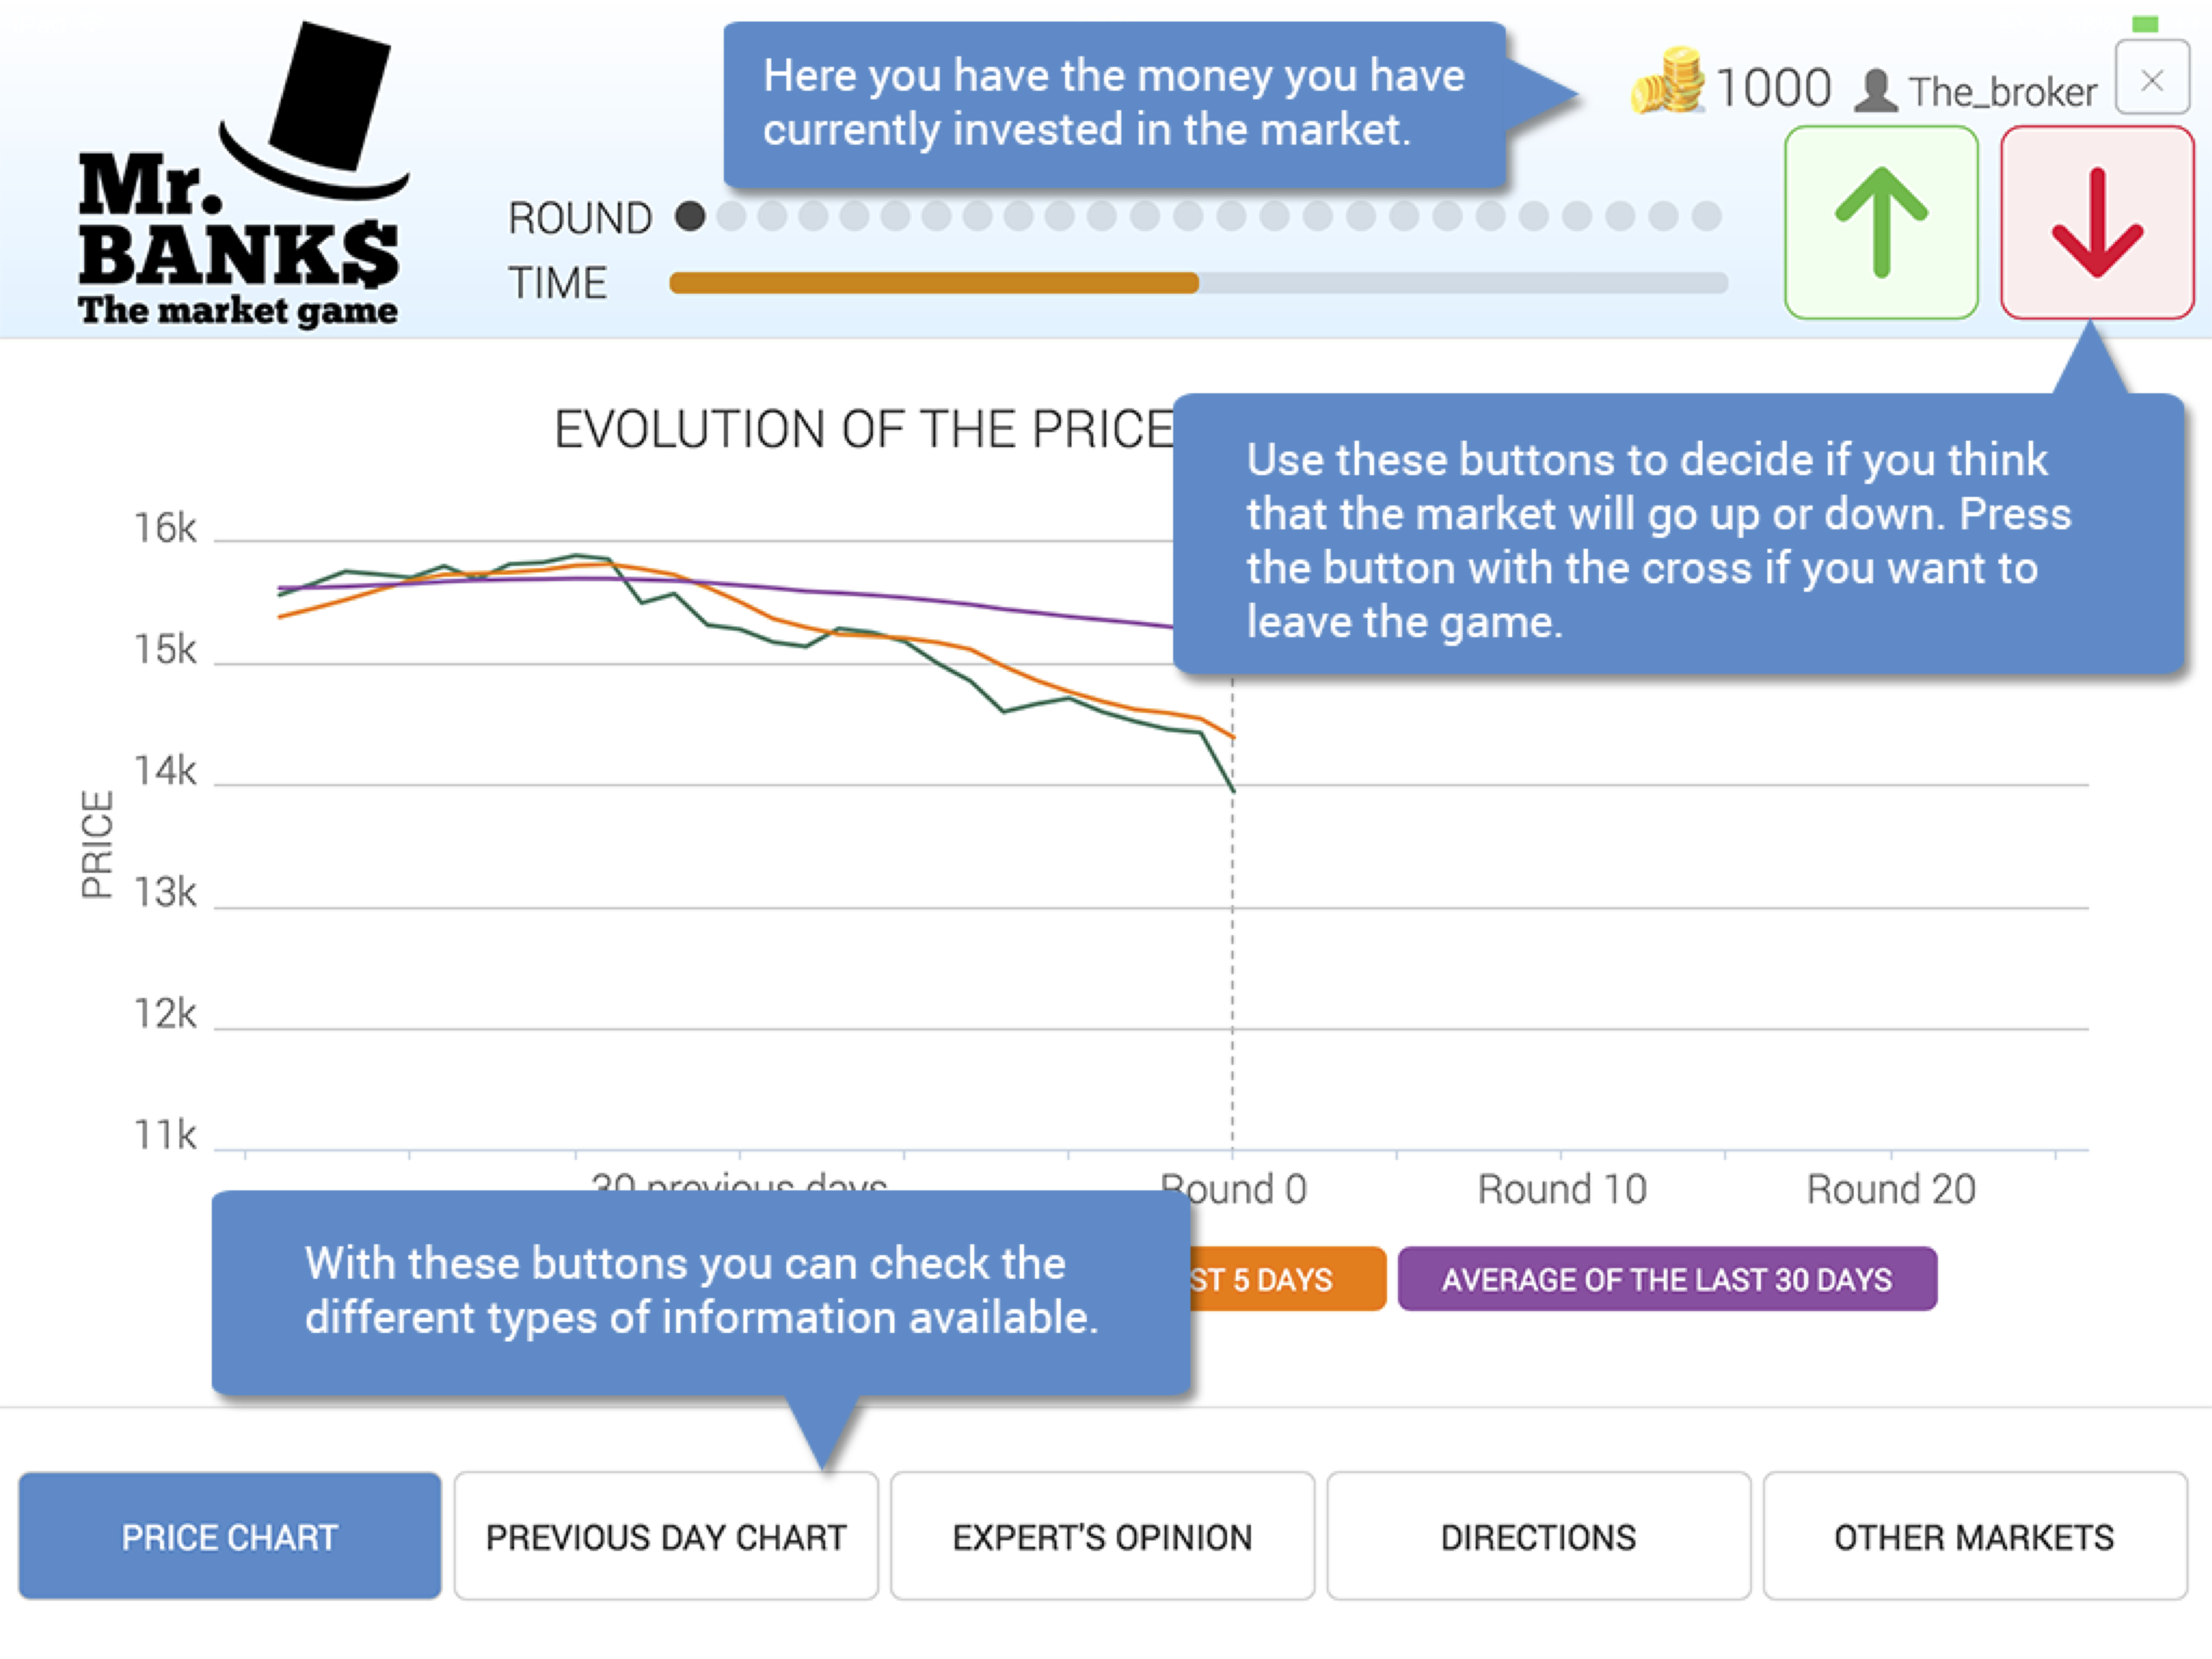 Here you have the money you have
currently invested in the market.
1000 The_broker
Mr.
BANK$
The market game
ROUND
TIME
EVOLUTION OF THE PRICE
Use these buttons to decide if you think
that the market will go up or down. Press
the button with the cross if you want to
leave the game.
16k
15k
14k
13k
12k
11k
PRICE
30 previous days
Round 0
Round 10
Round 20
With these buttons you can check the
different types of information available.
ST 5 DAYS
AVERAGE OF THE LAST 30 DAYS
PRICE CHART
PREVIOUS DAY CHART
EXPERT'S OPINION
DIRECTIONS
OTHER MARKETS